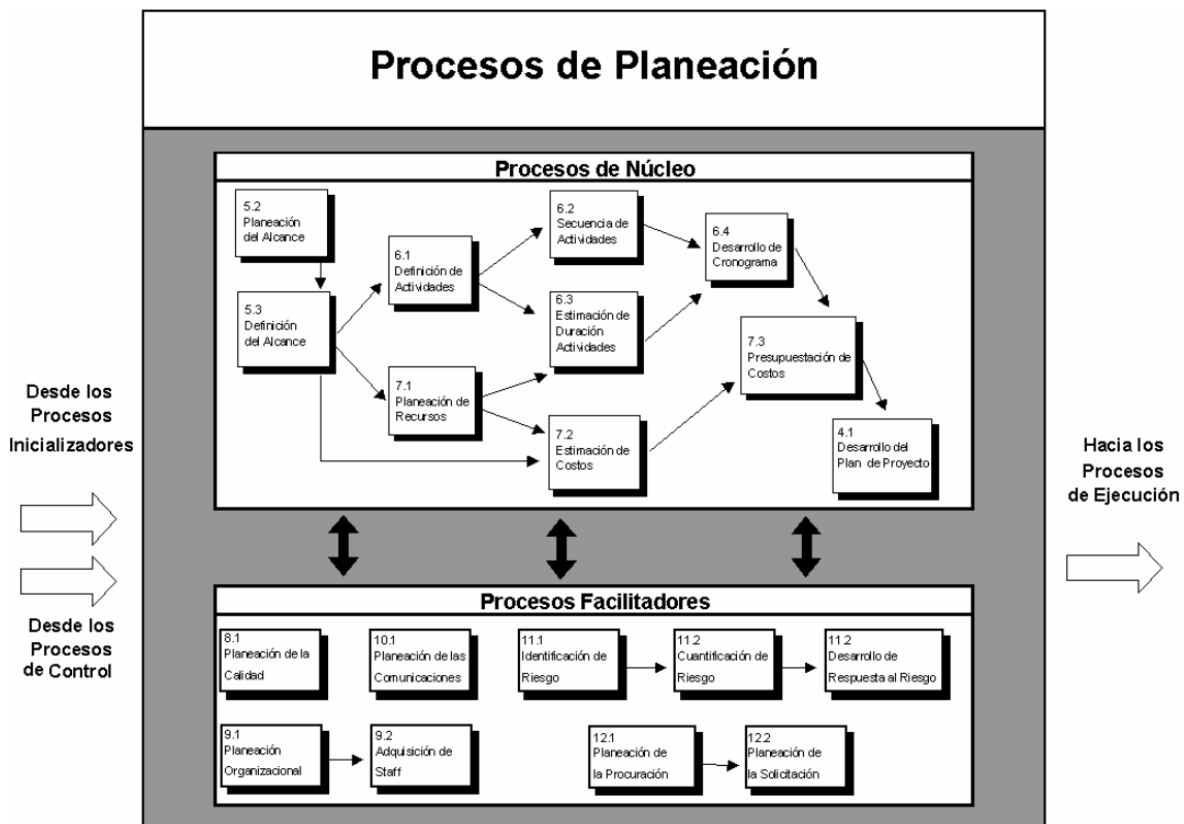 Procesos de Planeación
Procesos de Núcleo
5.2
Planeación
del Alcance
5.3
Definición
del Alcance
6.1
Definición de
Actividades
7.1
Planeación de
Recursos
6.2
Secuencia de
Actividades
6.3
Estimación de
Duración
Actividades
7.2
Estimación de
Costos
6.4
Desarrollo de
Cronograma
7.3
Presupuestación de
Costos
4.1
Desarrollo del
Plan de Proyecto
Desde los
Procesos
Inicializadores
Desde los
Procesos
de Control
Hacia los
Procesos
de Ejecución
Procesos Facilitadores
8.1
Planeación de la
Calidad
10.1
Planeación de las
Comunicaciones
11.1
Identificación de
Riesgo
11.2
Cuantificación de
Riesgo
11.2
Desarrollo de
Respuesta al Riesgo
9.1
Planeación
Organizacional
9.2
Adquisición de
Staff
12.1
Planeación de
la Procuración
12.2
Planeación de
la Solicitación